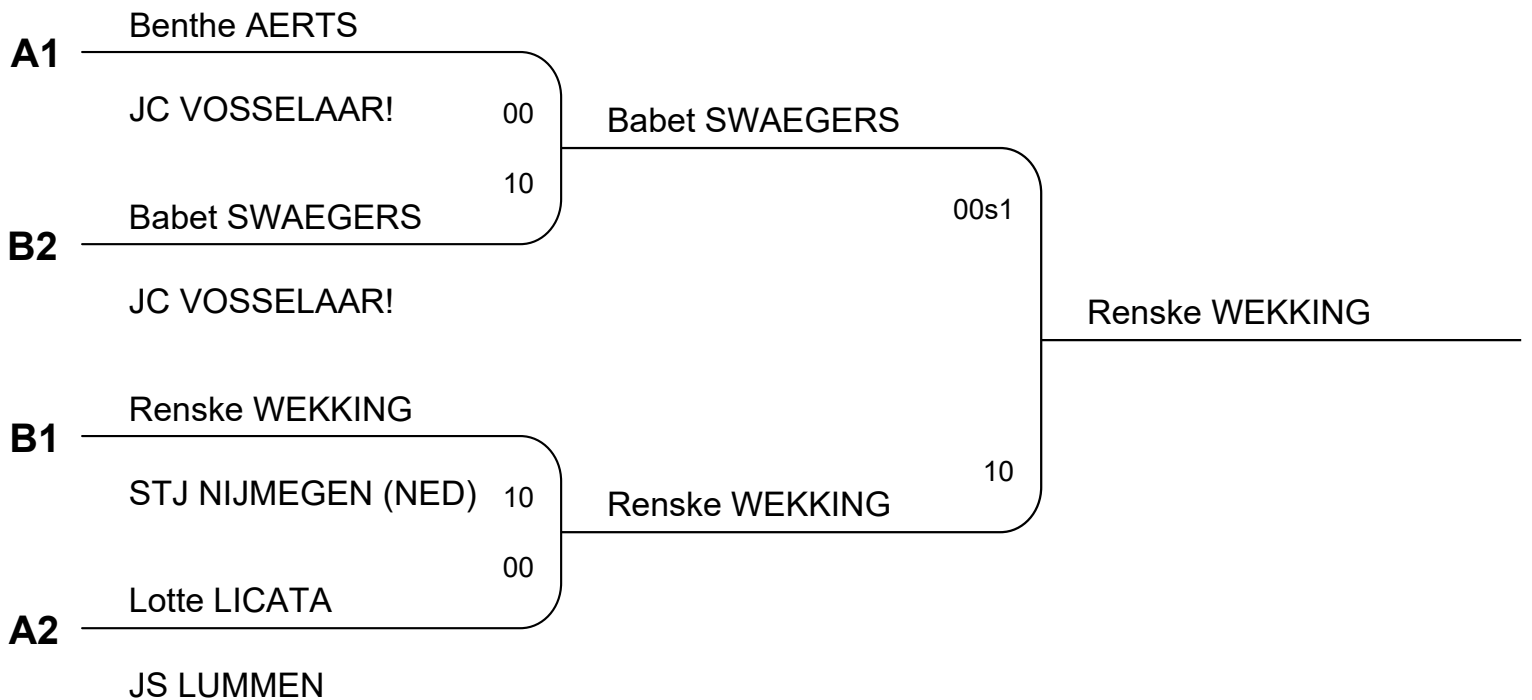 Benthe AERTS
A1
JC VOSSELAAR!
00
10
Babet SWAEGERS
B2
JC VOSSELAAR!
Renske WEKKING
B1
STJ NIJMEGEN (NED)
10
00
Lotte LICATA
A2
JS LUMMEN
Babet SWAEGERS
00s1
10
Renske WEKKING
Renske WEKKING